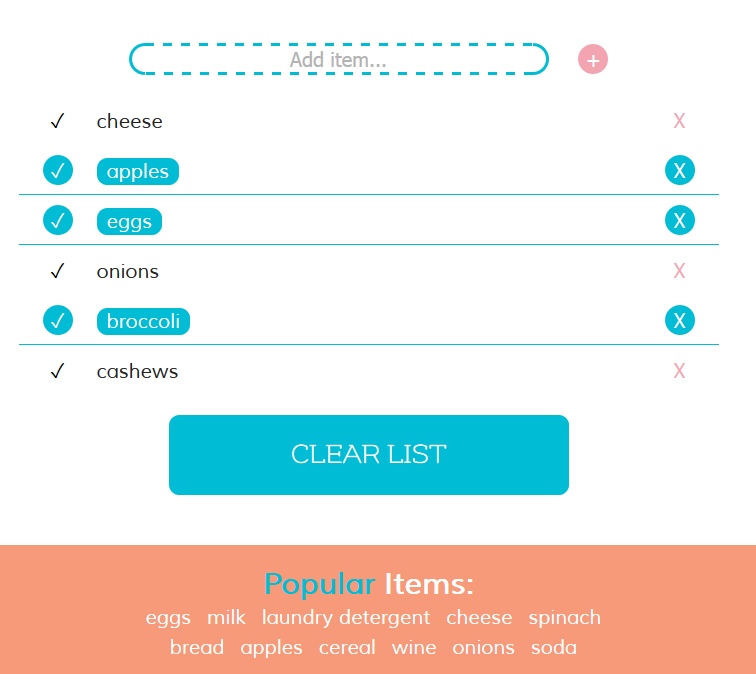 Add item... +
✓ cheese X
✓ apples X
✓ eggs X
✓ onions X
✓ broccoli X
✓ cashews X
CLEAR LIST
Popular Items:
eggs milk laundry detergent cheese spinach
bread apples cereal wine onions soda